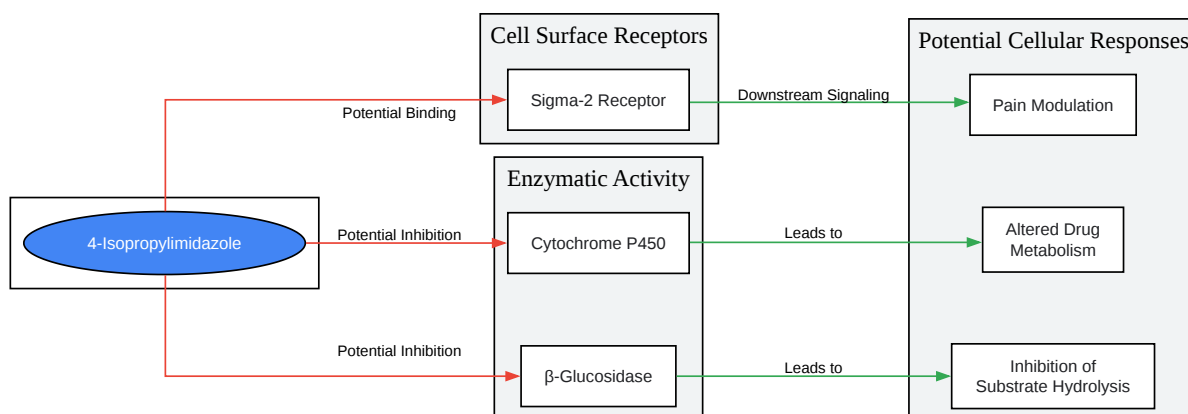 Cell Surface Receptors
Potential Cellular Responses
Sigma-2 Receptor
Downstream Signaling
Pain Modulation
Potential Binding
Enzymatic Activity
4-Isopropylimidazole
Potential Inhibition
Cytochrome P450
Leads to
Altered Drug
Metabolism
Potential Inhibition
β-Glucosidase
Leads to
Inhibition of
Substrate Hydrolysis